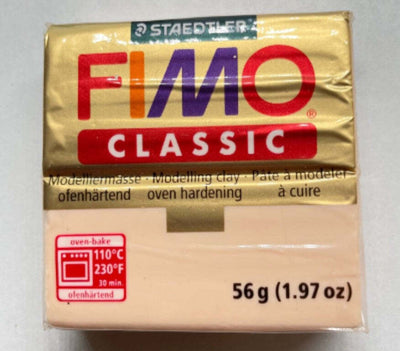 STAEDTLER
FIMO®
CLASSIC
Modelliermasse · Modelling clay · Pâte à modeler
ofenhärtend oven hardening à cuire
oven-bake
110°C
230°F
30 min.
ofenhärtend
56 g (1.97 oz)